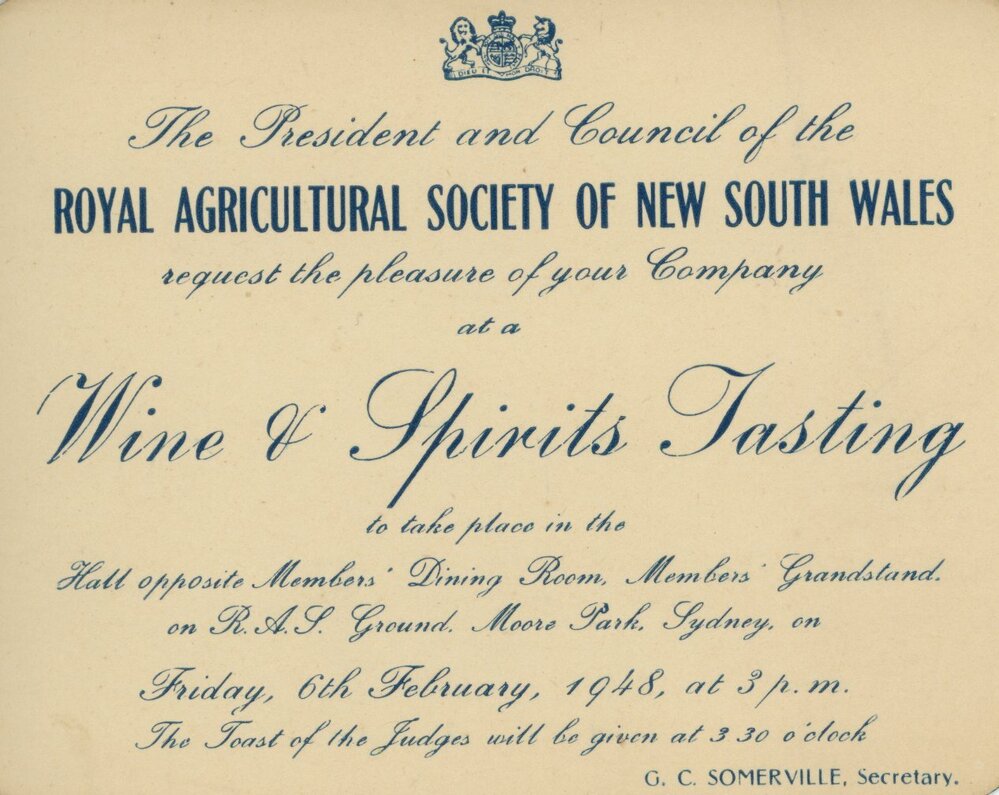 DIEU ET MON DROIT
The President and Council of the
ROYAL AGRICULTURAL SOCIETY OF NEW SOUTH WALES
request the pleasure of your Company
at a
Wine & Spirits Tasting
to take place in the
Hall opposite Members' Dining Room, Members' Grandstand,
on R.A.S. Ground, Moore Park, Sydney, on
Friday, 6th February, 1948, at 3 p.m.
The Toast of the Judges will be given at 3 30 o'clock
G. C. SOMERVILLE, Secretary.